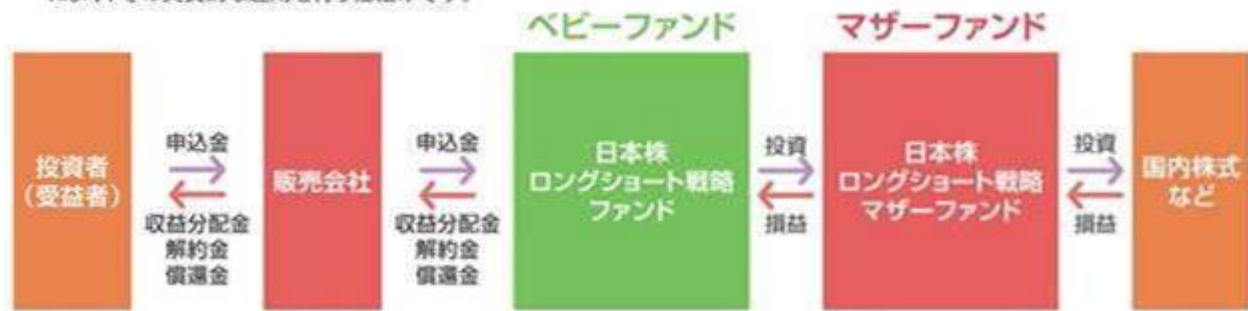 ベビーファンド
マザーファンド
投資者
(受益者)
申込金
収益分配金
解約金
償還金
販売会社
申込金
収益分配金
解約金
償還金
日本株
ロングショート戦略
ファンド
投資
損益
日本株
ロングショート戦略
マザーファンド
投資
損益
国内株式
など